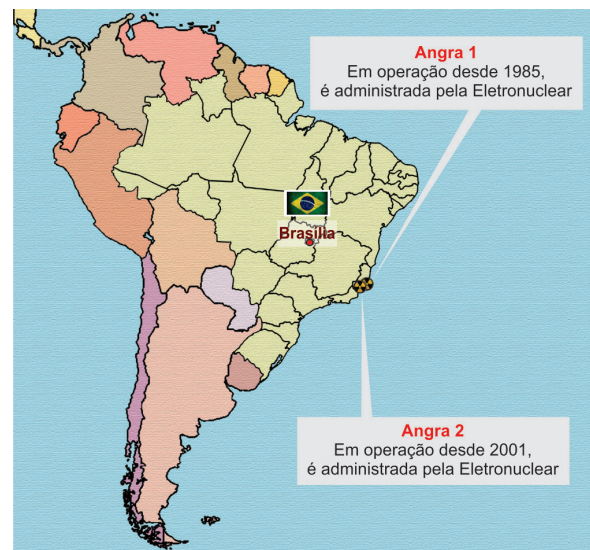 Angra 1
Em operação desde 1985,
é administrada pela Eletronuclear
Brasília
Angra 2
Em operação desde 2001,
é administrada pela Eletronuclear